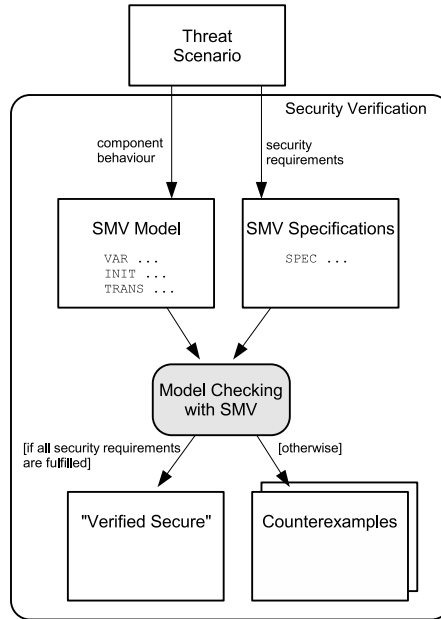 Threat
Scenario
Security Verification
component
behaviour
security
requirements
SMV Model
VAR ...
INIT ...
TRANS ...
SMV Specifications
SPEC ...
Model Checking
with SMV
[if all security requirements
are fulfilled]
[otherwise]
"Verified Secure"
Counterexamples